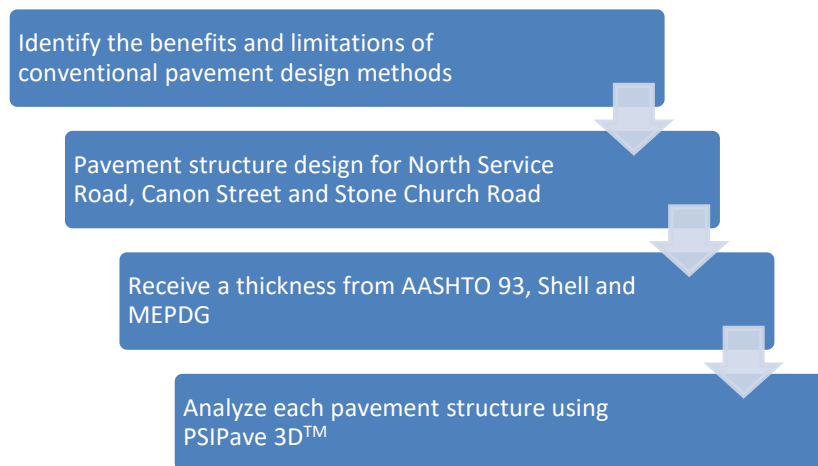 Identify the benefits and limitations of
conventional pavement design methods
Pavement structure design for North Service
Road, Canon Street and Stone Church Road
Receive a thickness from AASHTO 93, Shell and
MEPDG
Analyze each pavement structure using
PSIPave 3D™